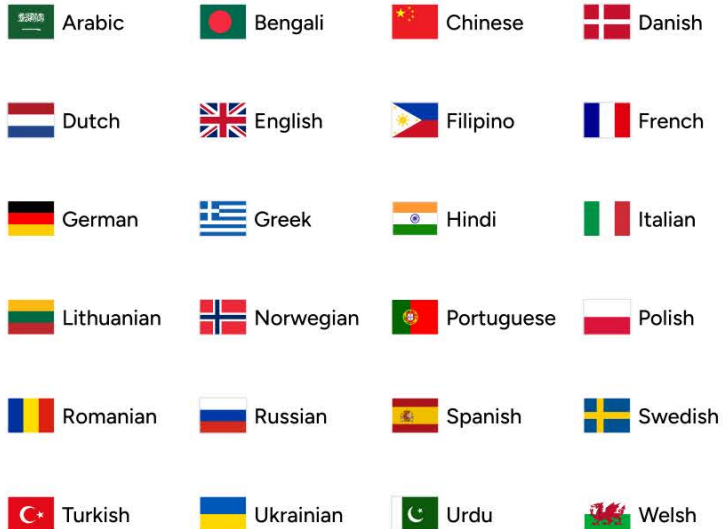 Arabic
Bengali
Chinese
Danish
Dutch
English
Filipino
French
German
Greek
Hindi
Italian
Lithuanian
Norwegian
Portuguese
Polish
Romanian
Russian
Spanish
Swedish
Turkish
Ukrainian
Urdu
Welsh